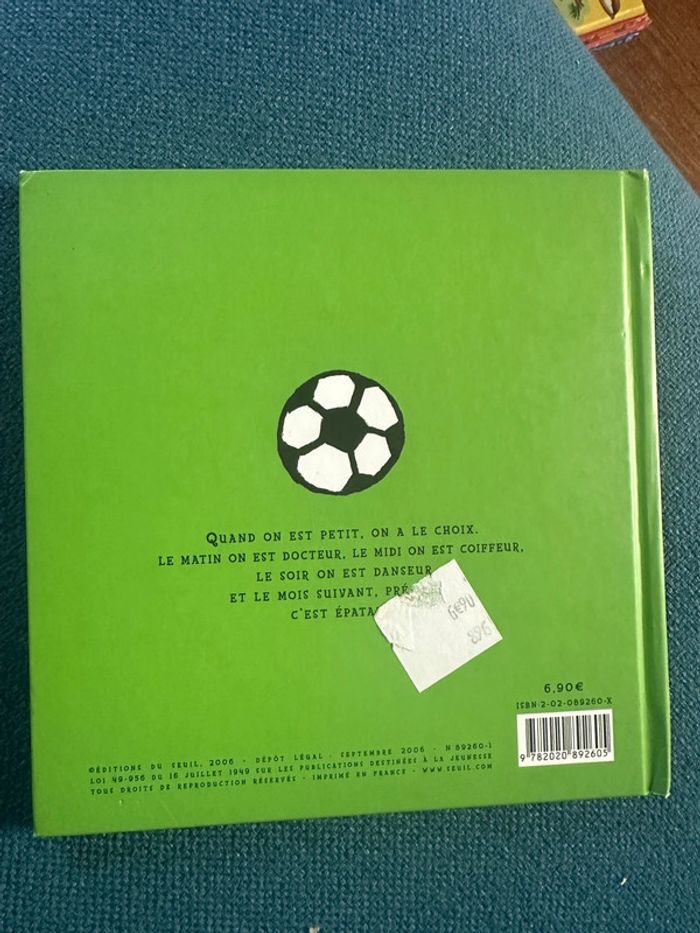 Quand on est petit, on a le choix.
le matin on est docteur, le midi on est coiffeur,
le soir on est danseur
et le mois suivant,
c'est
6€90
896
6,90€
ISBN 2-02-089260-X
9 782020 892605
©Éditions du Seuil, 2006 - Dépôt légal : septembre 2006 - N 89260-1
Loi 49-956 du 16 juillet 1949 sur les publications destinées à la jeunesse
Tous droits de reproduction réservés - Imprimé en France - www.seuil.com